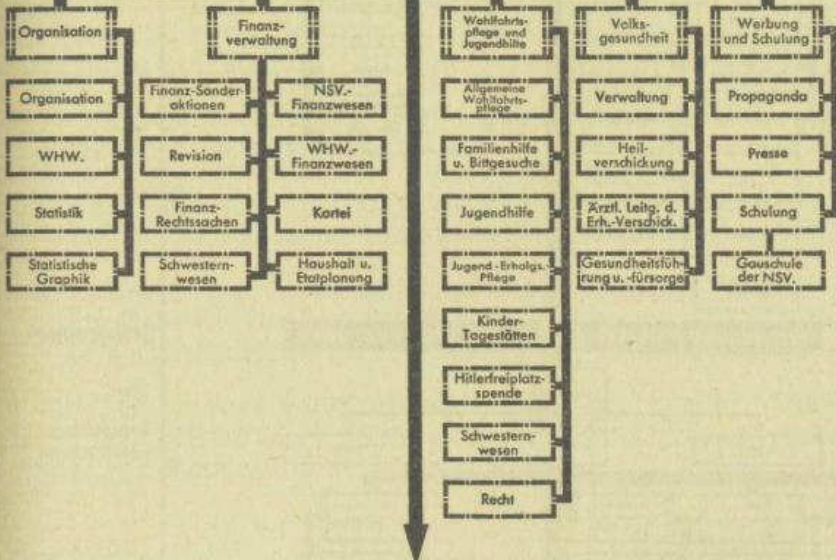 Organisation
Organisation
WHW.
Statistik
Statistische
Graphik
Finanz-
verwaltung
Finanz-Sonder-
aktionen
Revision
Finanz-
Rechtssachen
Schwestern-
wesen
NSV.-
Finanzwesen
WHW.-
Finanzwesen
Kartei
Haushalt u.
Etatplanung
Wohlfahrts-
pflege und
Jugendhilfe
Allgemeine
Wohlfahrts-
pflege
Familienhilfe
u. Bittgesuche
Jugendhilfe
Jugend-Erholgs.-
Pflege
Kinder-
Tagestätten
Hitlerfreiplatz-
spende
Schwestern-
wesen
Recht
Volks-
gesundheit
Verwaltung
Heil-
verschickung
Ärztl. Leitg. d.
Erh.-Verschick.
Gesundheitsfüh-
rung u. -fürsorge
Werbung
und Schulung
Propaganda
Presse
Schulung
Gauschule
der NSV.